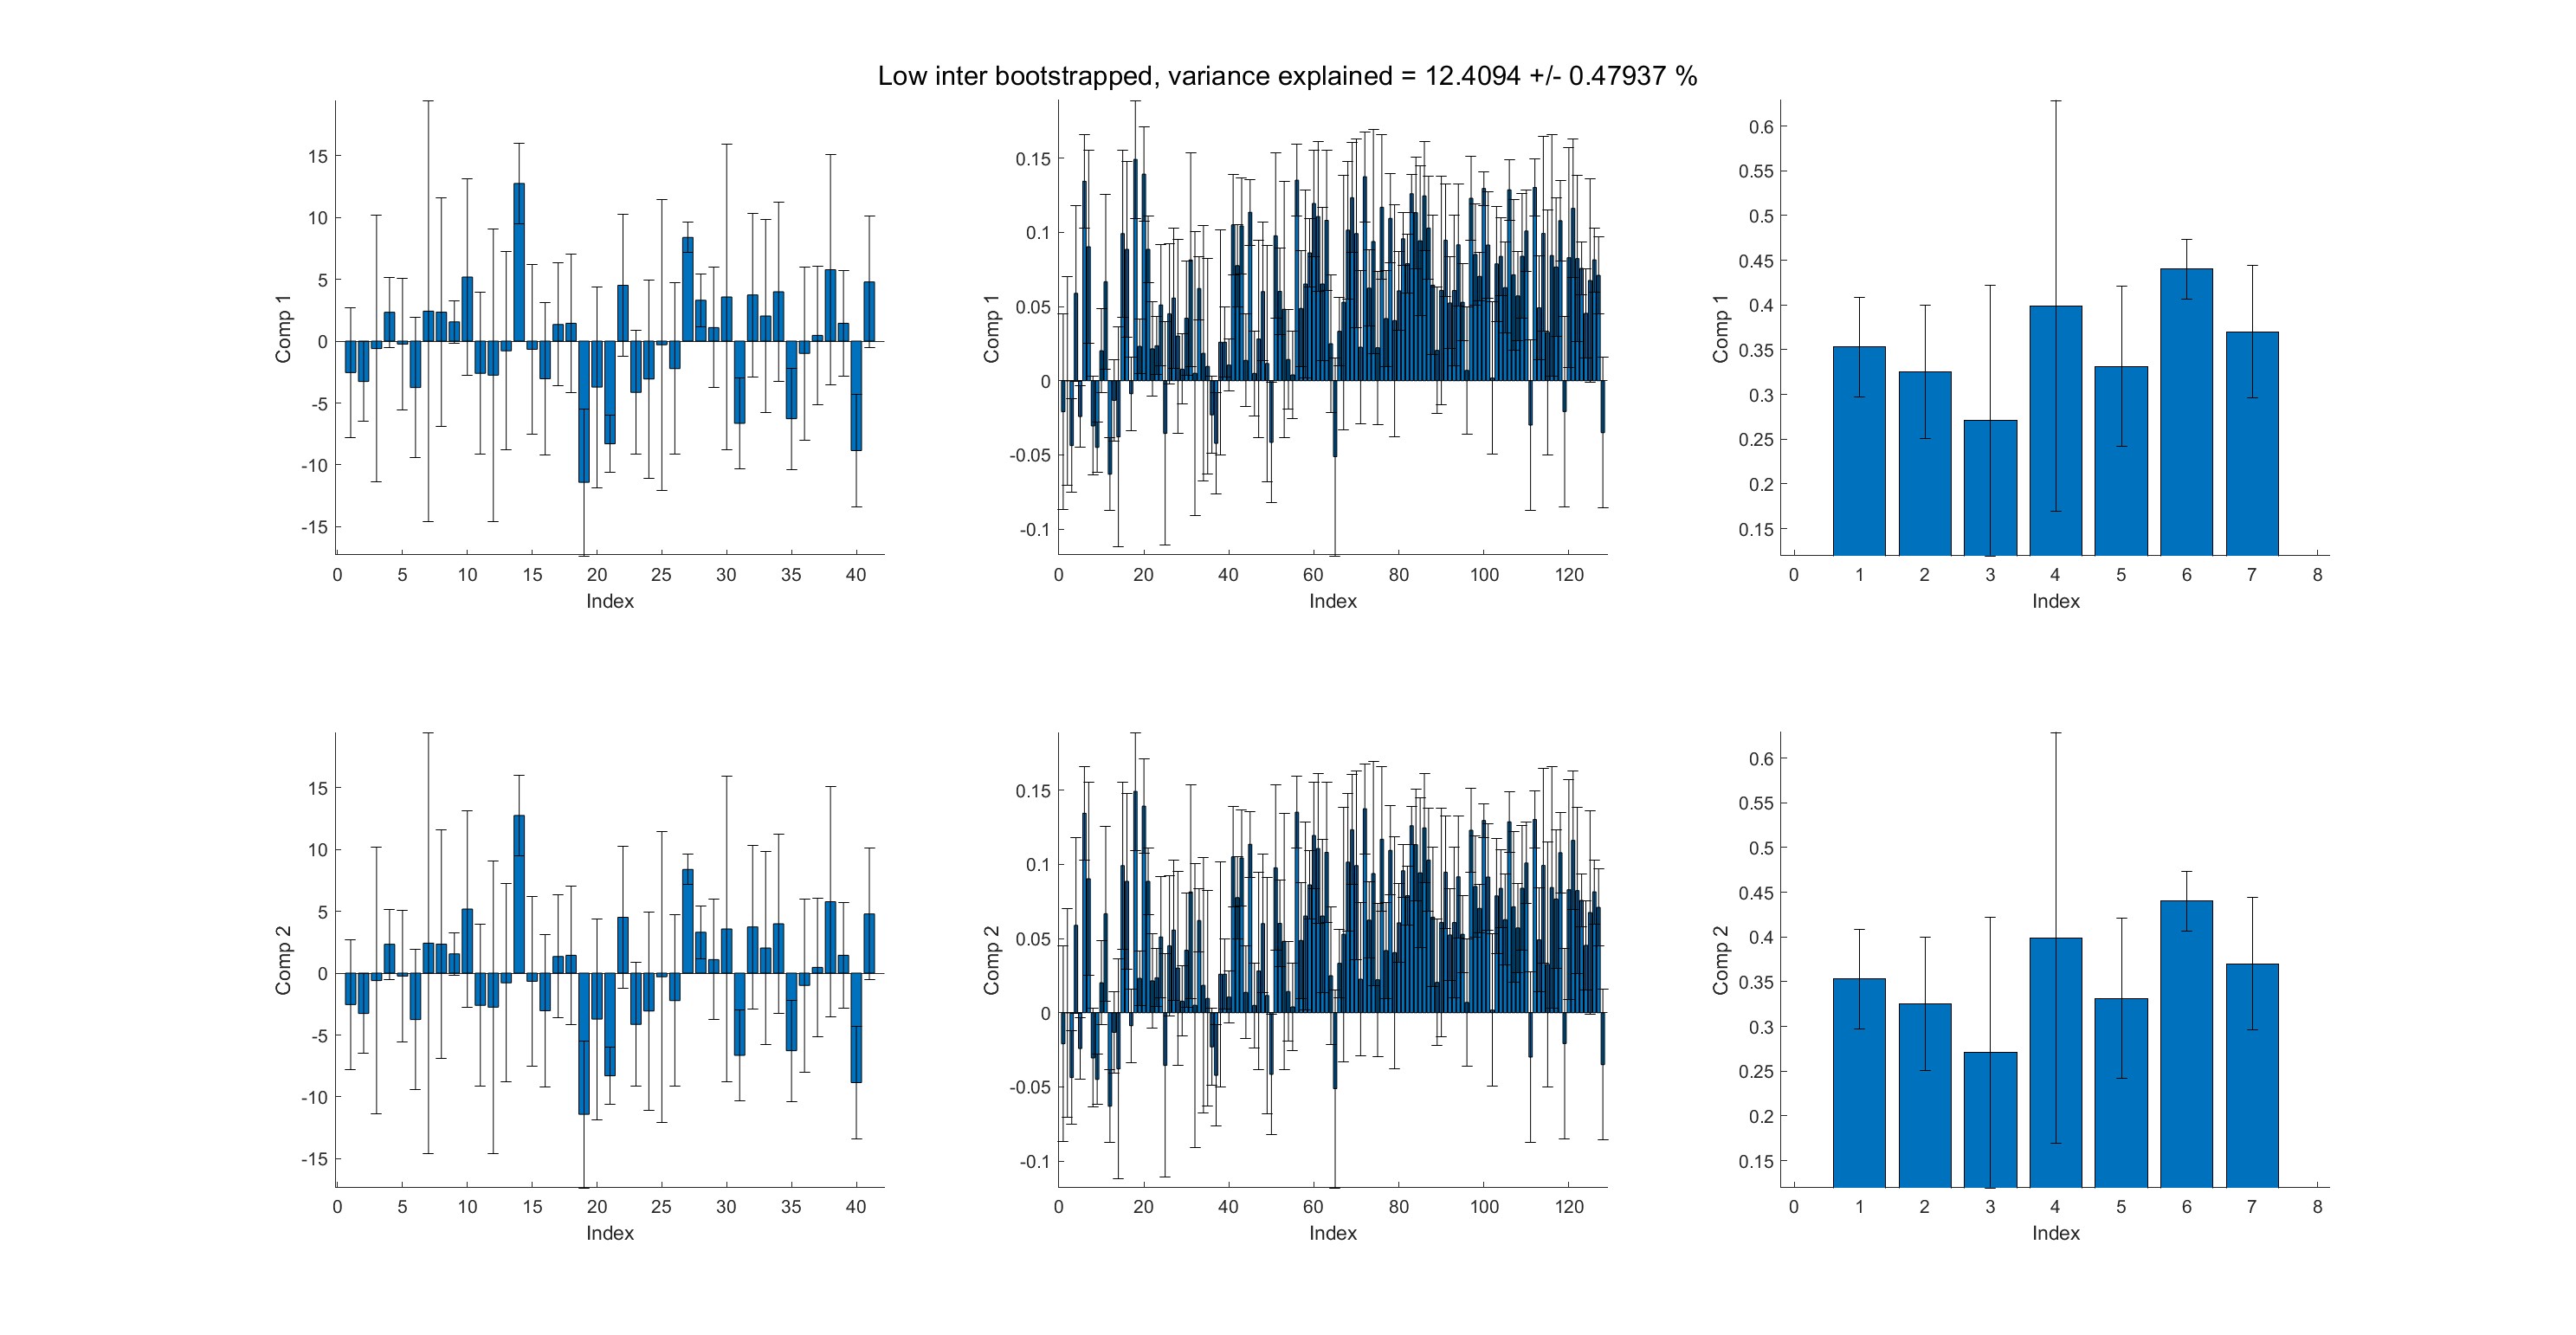 Low inter bootstrapped, variance explained = 12.4094 +/- 0.47937 %
Comp 1
15
10
5
0
-5
-10
-15
0 5 10 15 20 25 30 35 40
Index
Comp 1
0.15
0.1
0.05
0
-0.05
-0.1
0 20 40 60 80 100 120
Index
Comp 1
0.6
0.55
0.5
0.45
0.4
0.35
0.3
0.25
0.2
0.15
0 1 2 3 4 5 6 7 8
Index
Comp 2
15
10
5
0
-5
-10
-15
0 5 10 15 20 25 30 35 40
Index
Comp 2
0.15
0.1
0.05
0
-0.05
-0.1
0 20 40 60 80 100 120
Index
Comp 2
0.6
0.55
0.5
0.45
0.4
0.35
0.3
0.25
0.2
0.15
0 1 2 3 4 5 6 7 8
Index